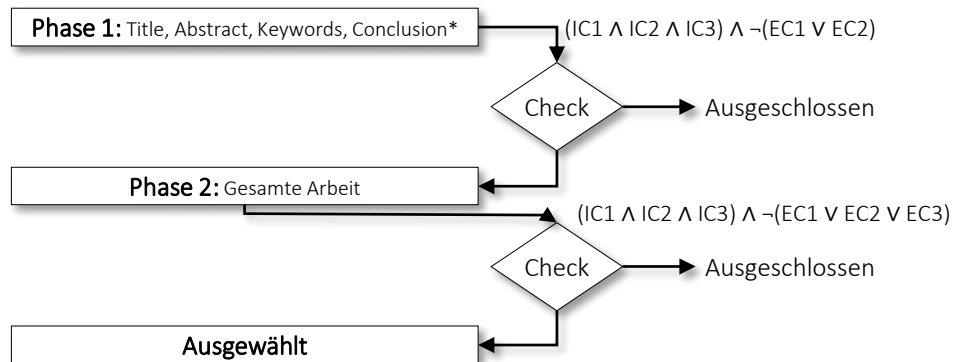 Phase 1: Title, Abstract, Keywords, Conclusion*
(IC1 ∧ IC2 ∧ IC3) ∧ ¬(EC1 ∨ EC2)
Check
Ausgeschlossen
Phase 2: Gesamte Arbeit
(IC1 ∧ IC2 ∧ IC3) ∧ ¬(EC1 ∨ EC2 ∨ EC3)
Check
Ausgeschlossen
Ausgewählt